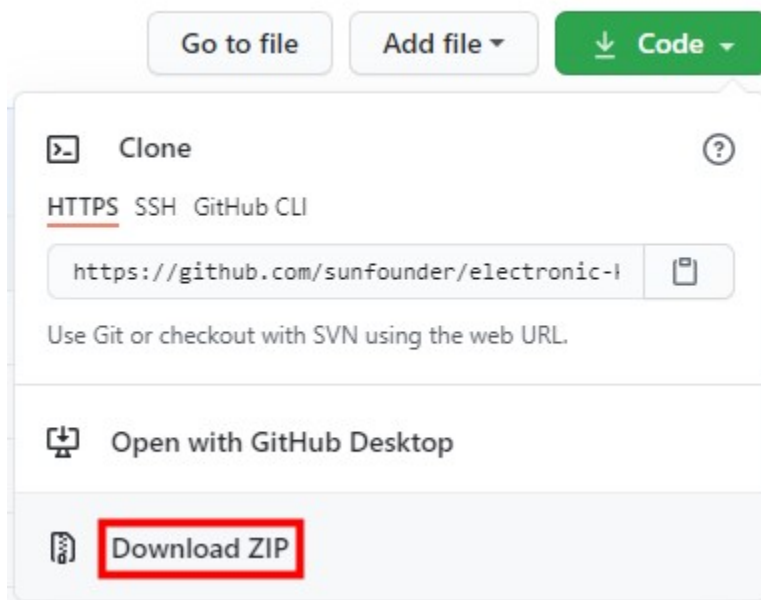 Go to file Add file Code
Clone
HTTPS SSH GitHub CLI
https://github.com/sunfounder/electronic-
Use Git or checkout with SVN using the web URL.
Open with GitHub Desktop
Download ZIP